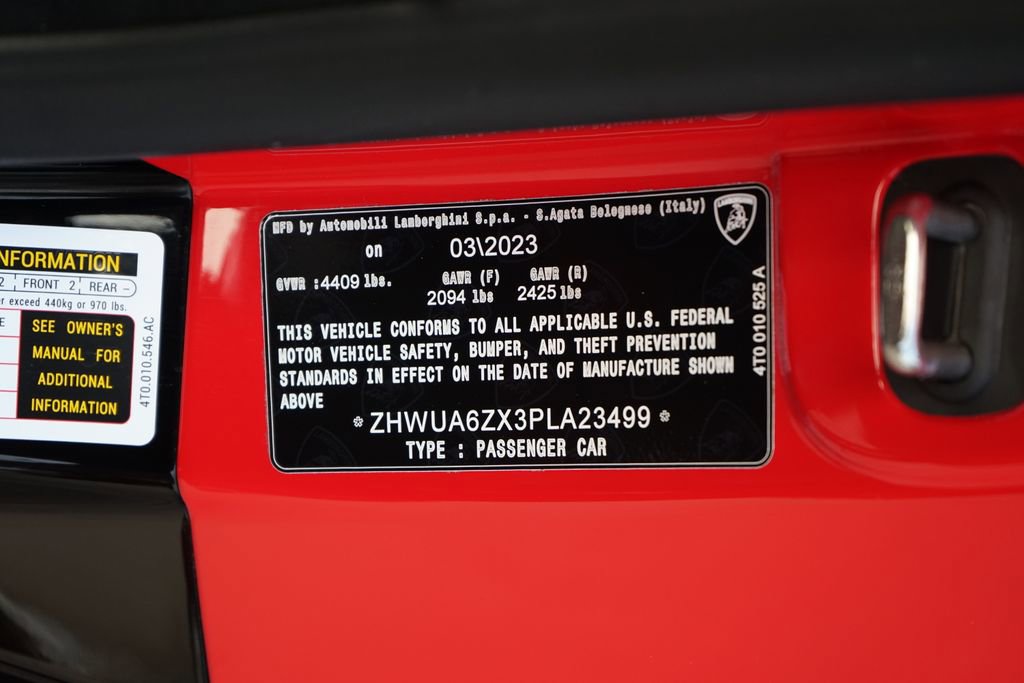 NFORMATION
2 FRONT 2 REAR –
er exceed 440kg or 970 lbs.
E
SEE OWNER'S
MANUAL FOR
ADDITIONAL
INFORMATION
4T0.010.546.AC
MFD by Automobili Lamborghini S.p.a. - S.Agata Bolognese (Italy)
LAMBORGHINI
on 03\2023
GVWR :4409 lbs. GAWR (F) GAWR (R)
2094 lbs 2425 lbs
THIS VEHICLE CONFORMS TO ALL APPLICABLE U.S. FEDERAL
MOTOR VEHICLE SAFETY, BUMPER, AND THEFT PREVENTION
STANDARDS IN EFFECT ON THE DATE OF MANUFACTURE SHOWN
ABOVE
* ZHWUA6ZX3PLA23499 *
TYPE : PASSENGER CAR
4T0 010 525 A